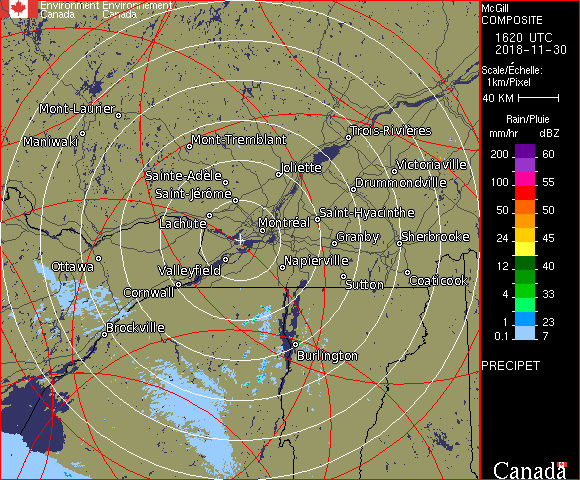 Environment Environnement
Canada Canada
McGill
COMPOSITE
1620 UTC
2018-11-30
Scale/Échelle:
1km/Pixel
40 KM
Rain/Pluie
mm/hr dBZ
200 60
100 55
50 50
24 45
12 40
4 33
1 23
0.1 7
PRECIPET
Canada
Mont-Laurier
Maniwaki
Mont-Tremblant
Trois-Rivières
Joliette
Victoriaville
Sainte-Adèle
Drummondville
Saint-Jérôme
Lachute
Saint-Hyacinthe
Montréal
Granby
Sherbrooke
Ottawa
Valleyfield
Napierville
Cornwall
Sutton
Coaticook
Brockville
Burlington